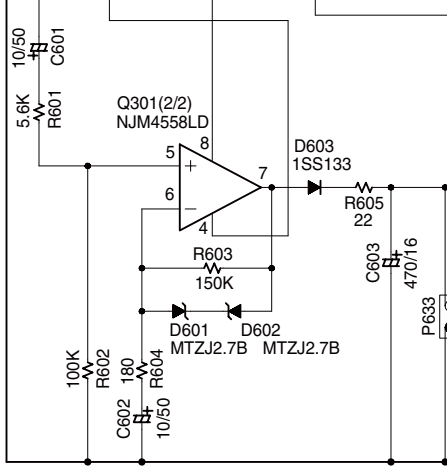 10/50
C601
5.6K
R601
Q301(2/2)
NJM4558LD
8
5
+
7
6
−
4
D603
1SS133
R605
22
R603
150K
C603
+
470/16
D601
D602
MTZJ2.7B
MTZJ2.7B
P633
100K
R602
180
R604
C602
+
10/50
+